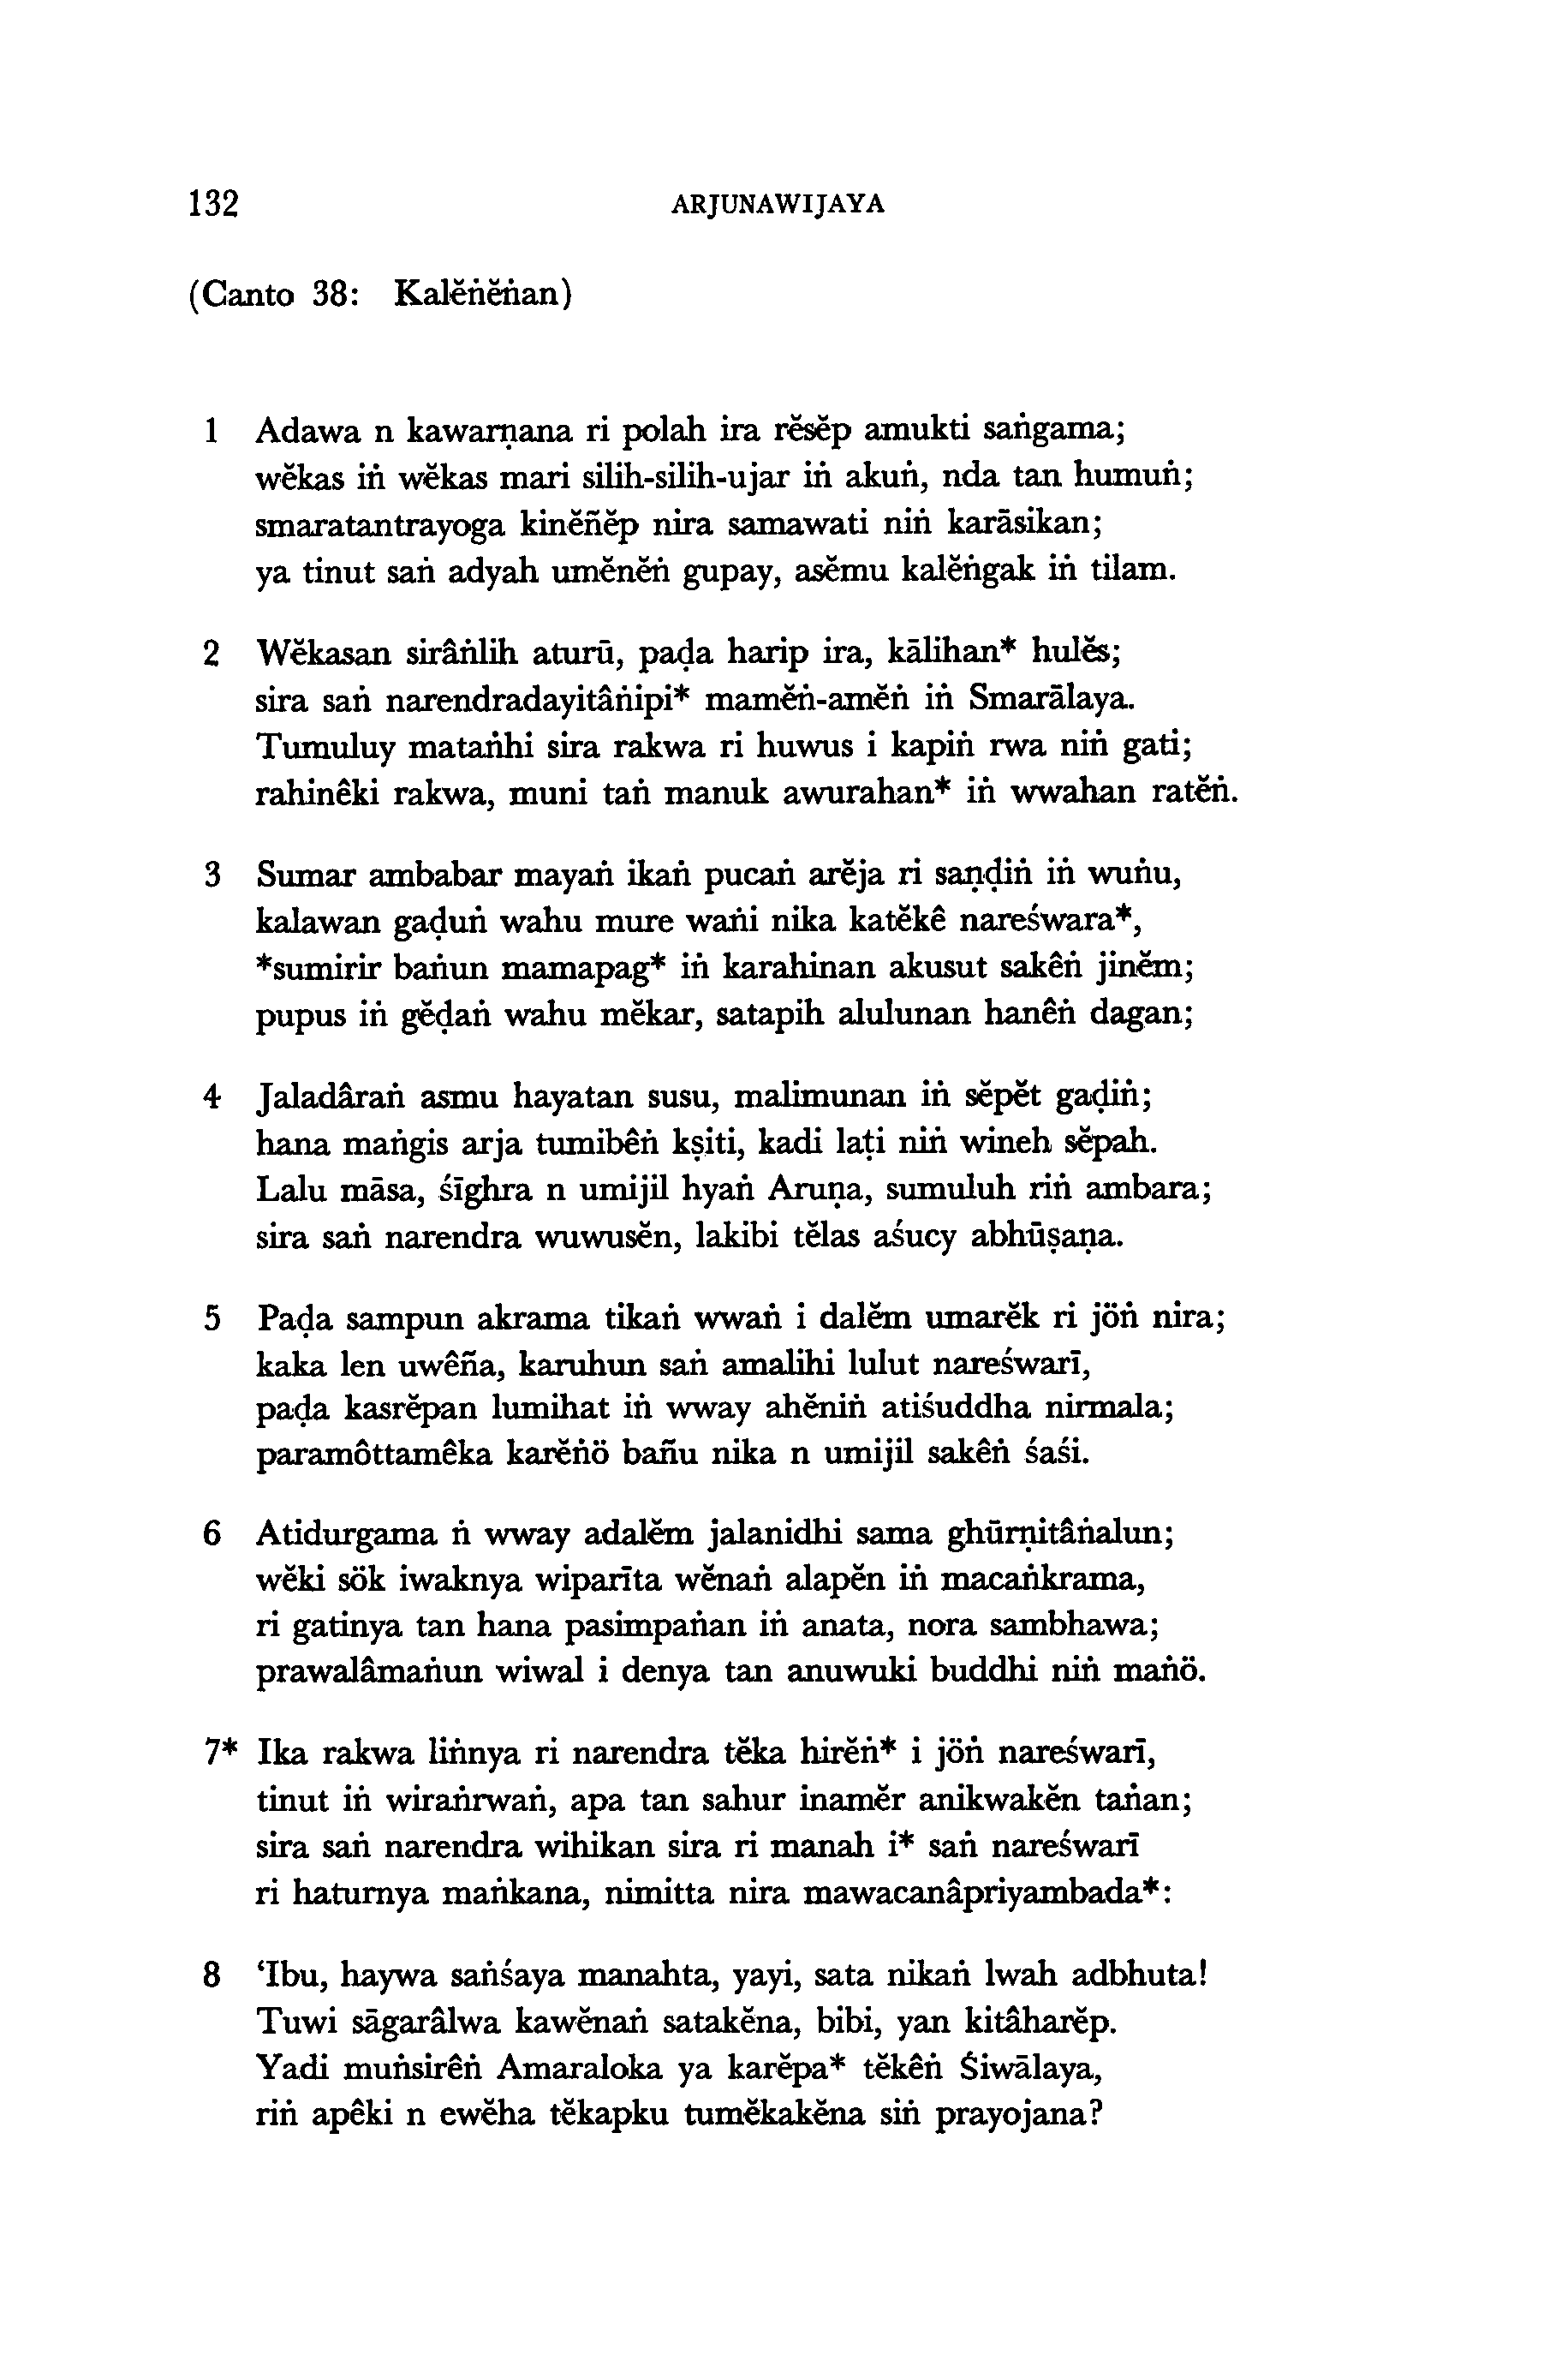 132 ARJUNAWIJAYA
(Canto 38: Kalĕṅĕṅan)
1 Adawa n kawarṇana ri polah ira rĕsĕp amukti saṅgama;
wĕkas iṅ wĕkas mari silih-silih-ujar iṅ akuṅ, nda tan humuṅ;
smaratantrayoga kinĕñĕp nira samawati niṅ karāsikan;
ya tinut saṅ adyah umĕnĕṅ gupay, asĕmu kalĕṅgak iṅ tilam.
2 Wĕkasan sirâṅlih aturū, paḍa harip ira, kālihan* hulĕs;
sira saṅ narendradayitâṅipi* mamĕṅ-amĕṅ iṅ Smarālaya.
Tumuluy mataṅhi sira rakwa ri huwus i kapiṅ rwa niṅ gati;
rahinêki rakwa, muni taṅ manuk awurahan* iṅ wwahan ratĕṅ.
3 Sumar ambabar mayaṅ ikaṅ pucaṅ arĕja ri saṇḍiṅ iṅ wuṅu,
kalawan gaḍuṅ wahu mure waṅi nika katĕkê nareśwara*,
*sumirir baṅun mamapag* iṅ karahinan akusut sakêṅ jinĕm;
pupus iṅ gĕḍaṅ wahu mĕkar, satapih alulunan hanêṅ dagan;
4 Jaladâraṅ asmu hayatan susu, malimunan iṅ sĕpĕt gaḍiṅ;
hana maṅgis arja tumibêṅ kṣiti, kadi laṭi niṅ wineh sĕpah.
Lalu māsa, śīghra n umijil hyaṅ Aruṇa, sumuluh riṅ ambara;
sira saṅ narendra wuwusĕn, lakibi tĕlas aśucy abhūṣaṇa.
5 Paḍa sampun akrama tikaṅ wwaṅ i dalĕm umarĕk ri jöṅ nira;
kaka len uwêña, karuhun saṅ amalihi lulut nareśwarī,
paḍa kasrĕpan lumihat iṅ wway ahĕniṅ atiśuddha nirmala;
paramôttamêka karĕṅö bañu nika n umijil sakêṅ śaśi.
6 Atidurgama ṅ wway adalĕm jalanidhi sama ghūrṇitâṅalun;
wĕki sök iwaknya wiparīta wĕnaṅ alapĕn iṅ macaṅkrama,
ri gatinya tan hana pasimpaṅan iṅ anata, nora sambhawa;
prawalâmaṅun wiwal i denya tan anuwuki buddhi niṅ maṅö.
7* Ika rakwa liṅnya ri narendra tĕka hirĕṅ* i jöṅ nareśwarī,
tinut iṅ wiraṅrwaṅ, apa tan sahur inamĕr anikwakĕn taṅan;
sira saṅ narendra wihikan sira ri manah i* saṅ nareśwarī
ri haturnya maṅkana, nimitta nira mawacanâpriyambada*:
8 ‘Ibu, haywa saṅśaya manahta, yayi, sata nikaṅ lwah adbhuta!
Tuwi sāgarâlwa kawĕnaṅ satakĕna, bibi, yan kitâharĕp.
Yadi muṅsirêṅ Amaraloka ya karĕpa* tĕkêṅ Śiwālaya,
riṅ apêki n ewĕha tĕkapku tumĕkakĕna siṅ prayojana?